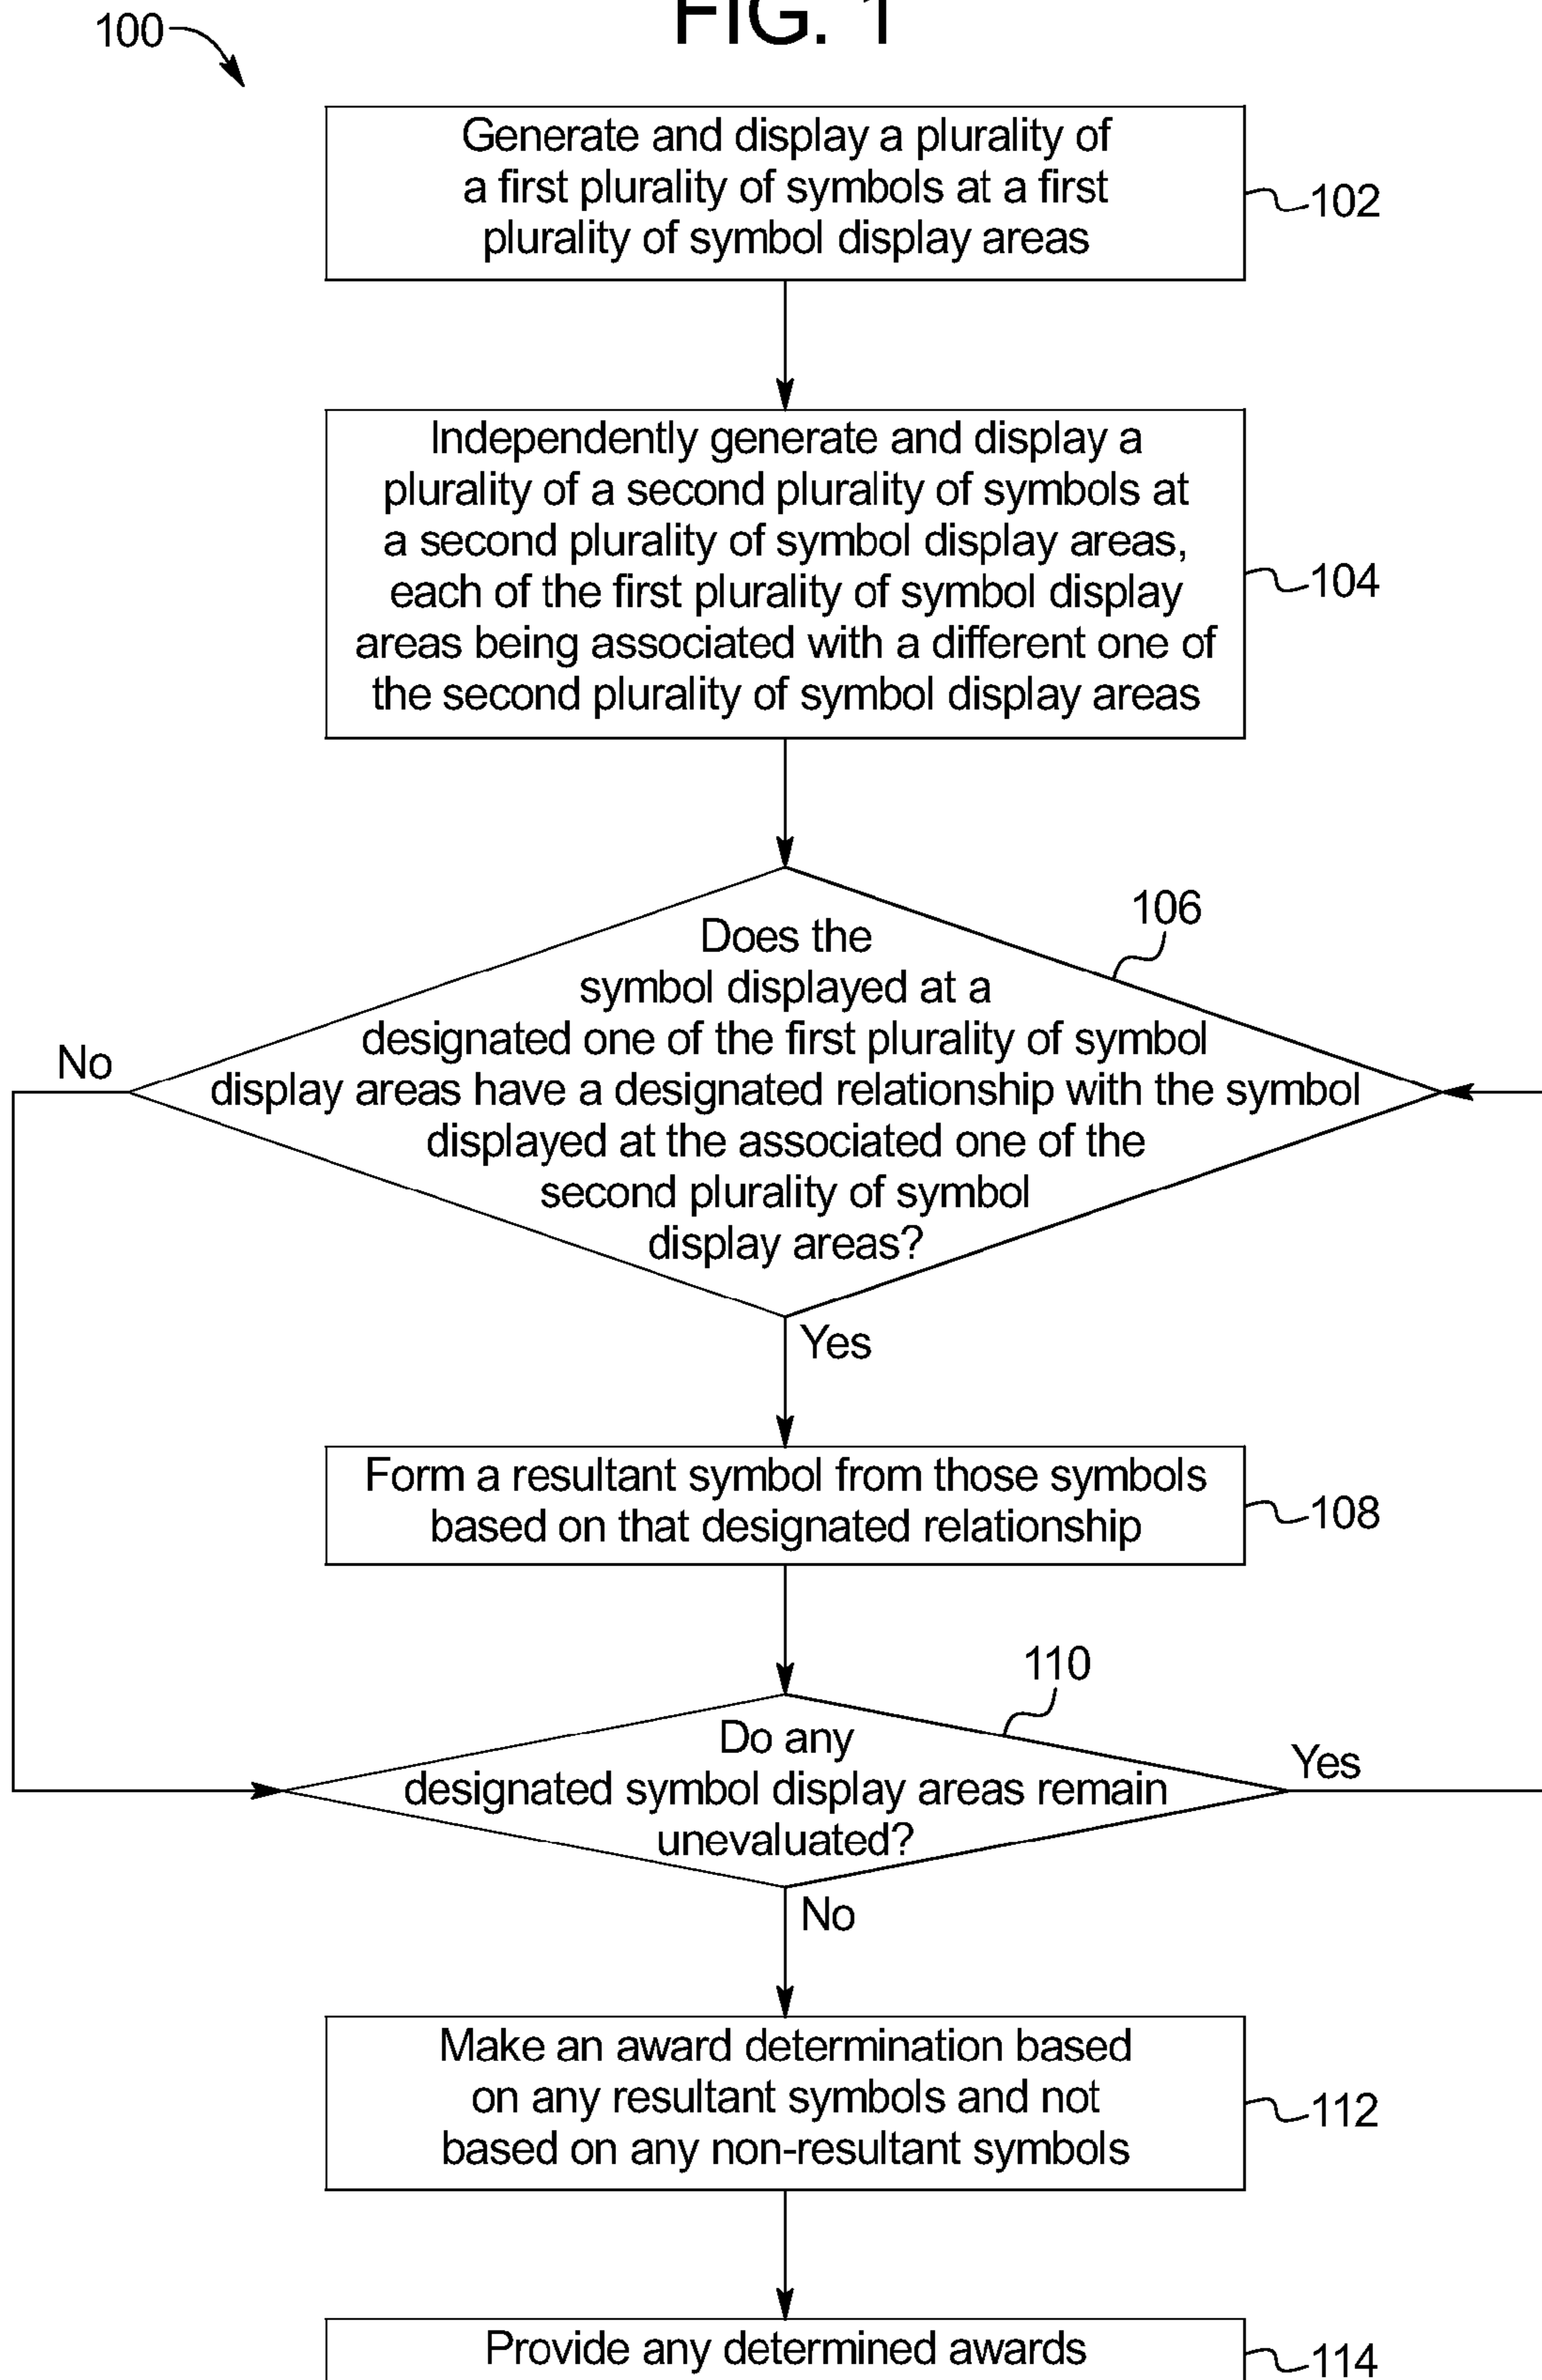 FIG. 1
100
Generate and display a plurality of
a first plurality of symbols at a first
plurality of symbol display areas
102
Independently generate and display a
plurality of a second plurality of symbols at
a second plurality of symbol display areas,
each of the first plurality of symbol display
areas being associated with a different one of
the second plurality of symbol display areas
104
106
Does the
symbol displayed at a
designated one of the first plurality of symbol
display areas have a designated relationship with the symbol
displayed at the associated one of the
second plurality of symbol
display areas?
No
Yes
Form a resultant symbol from those symbols
based on that designated relationship
108
110
Do any
designated symbol display areas remain
unevaluated?
Yes
No
Make an award determination based
on any resultant symbols and not
based on any non-resultant symbols
112
Provide any determined awards
114